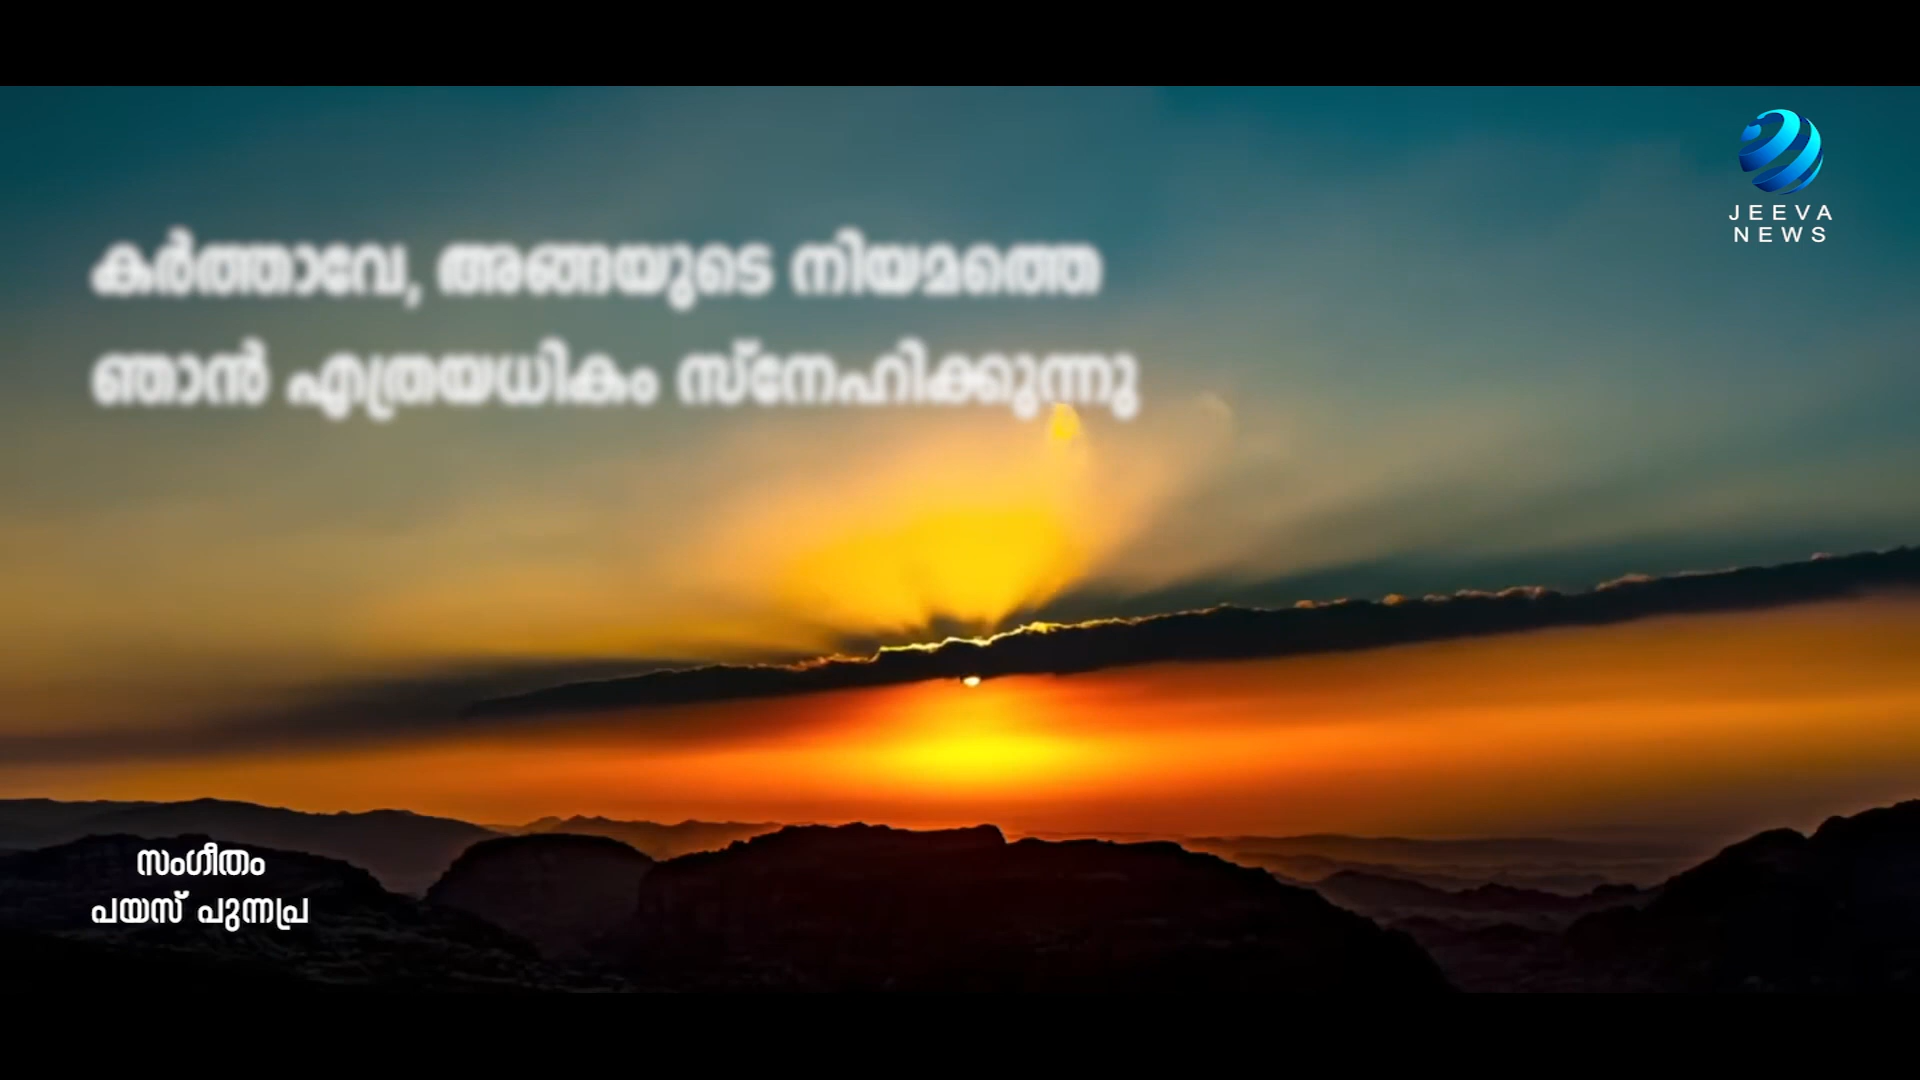 കർത്താവേ, അങ്ങയുടെ നിയമത്തെ
ഞാൻ എത്രയധികം സ്നേഹിക്കുന്നു
JEEVA
NEWS
സംഗീതം
പയസ് പുന്നപ്ര